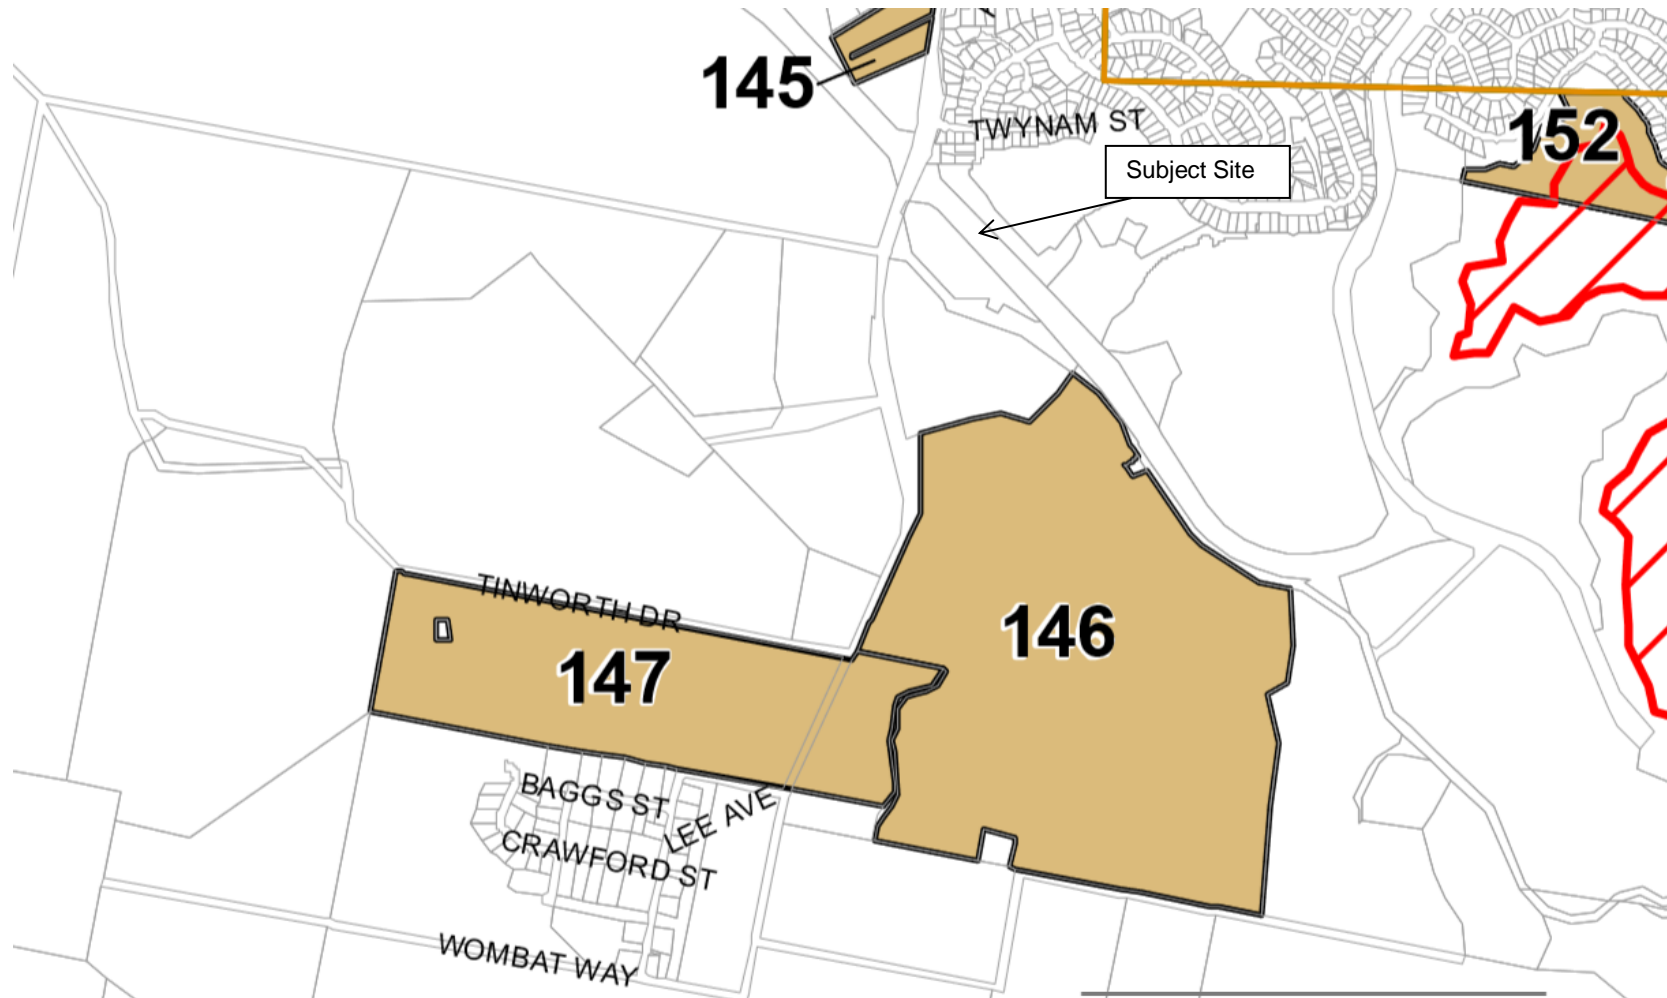 145
TWYNAM ST
152
Subject Site
TINWORTH DR
146
147
BAGGS ST
LEE AVE
CRAWFORD ST
WOMBAT WAY